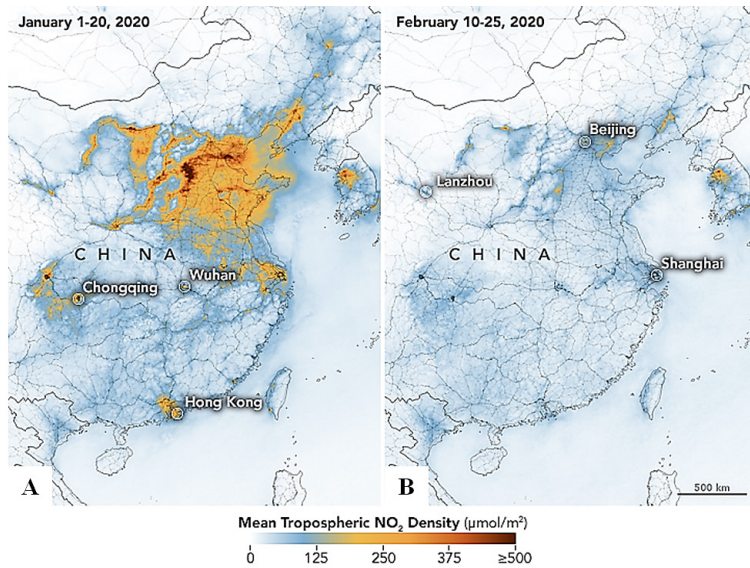 January 1-20, 2020
February 10-25, 2020
Beijing
Lanzhou
CHINA
CHINA
Shanghai
Wuhan
Chongqing
Hong Kong
A
B
500 km
Mean Tropospheric NO₂ Density (µmol/m²)
0 125 250 375 ≥500